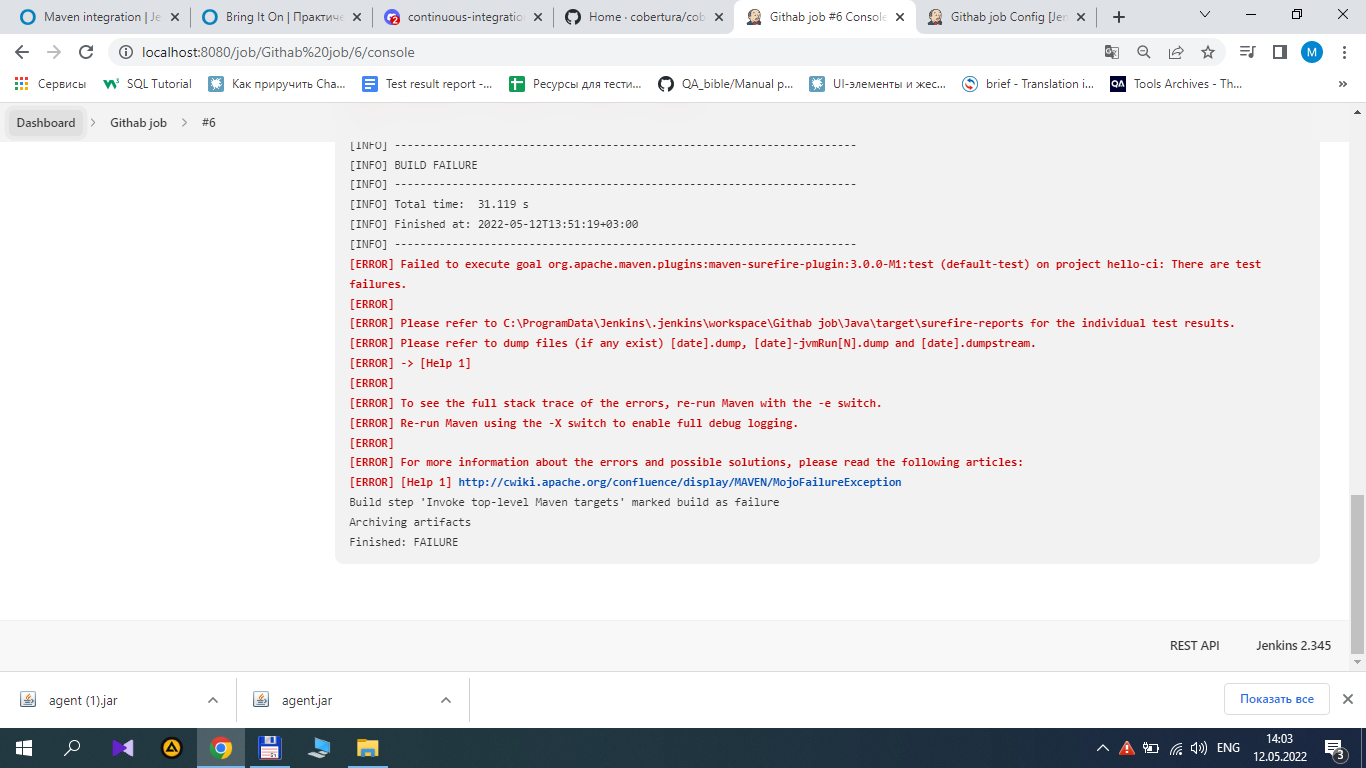 Maven integration | Je
Bring It On | Практиче
continuous-integration
Home · cobertura/cob
Githab job #6 Console
Githab job Config [Jen
localhost:8080/job/Githab%20job/6/console
M
Сервисы
SQL Tutorial
Как приручить Cha...
Test result report -...
Ресурсы для тести...
QA_bible/Manual p...
UI-элементы и жес...
brief - Translation i...
QA
Tools Archives - Th...
»
Dashboard
Githab job
#6
[INFO] ------------------------------------------------------------------------
[INFO] BUILD FAILURE
[INFO] ------------------------------------------------------------------------
[INFO] Total time:  31.119 s
[INFO] Finished at: 2022-05-12T13:51:19+03:00
[INFO] ------------------------------------------------------------------------
[ERROR] Failed to execute goal org.apache.maven.plugins:maven-surefire-plugin:3.0.0-M1:test (default-test) on project hello-ci: There are test
failures.
[ERROR]
[ERROR] Please refer to C:\ProgramData\Jenkins\.jenkins\workspace\Githab job\Java\target\surefire-reports for the individual test results.
[ERROR] Please refer to dump files (if any exist) [date].dump, [date]-jvmRun[N].dump and [date].dumpstream.
[ERROR] -> [Help 1]
[ERROR]
[ERROR] To see the full stack trace of the errors, re-run Maven with the -e switch.
[ERROR] Re-run Maven using the -X switch to enable full debug logging.
[ERROR]
[ERROR] For more information about the errors and possible solutions, please read the following articles:
[ERROR] [Help 1] http://cwiki.apache.org/confluence/display/MAVEN/MojoFailureException
Build step 'Invoke top-level Maven targets' marked build as failure
Archiving artifacts
Finished: FAILURE
REST API
Jenkins 2.345
agent (1).jar
agent.jar
Показать все
ENG
14:03
12.05.2022
3